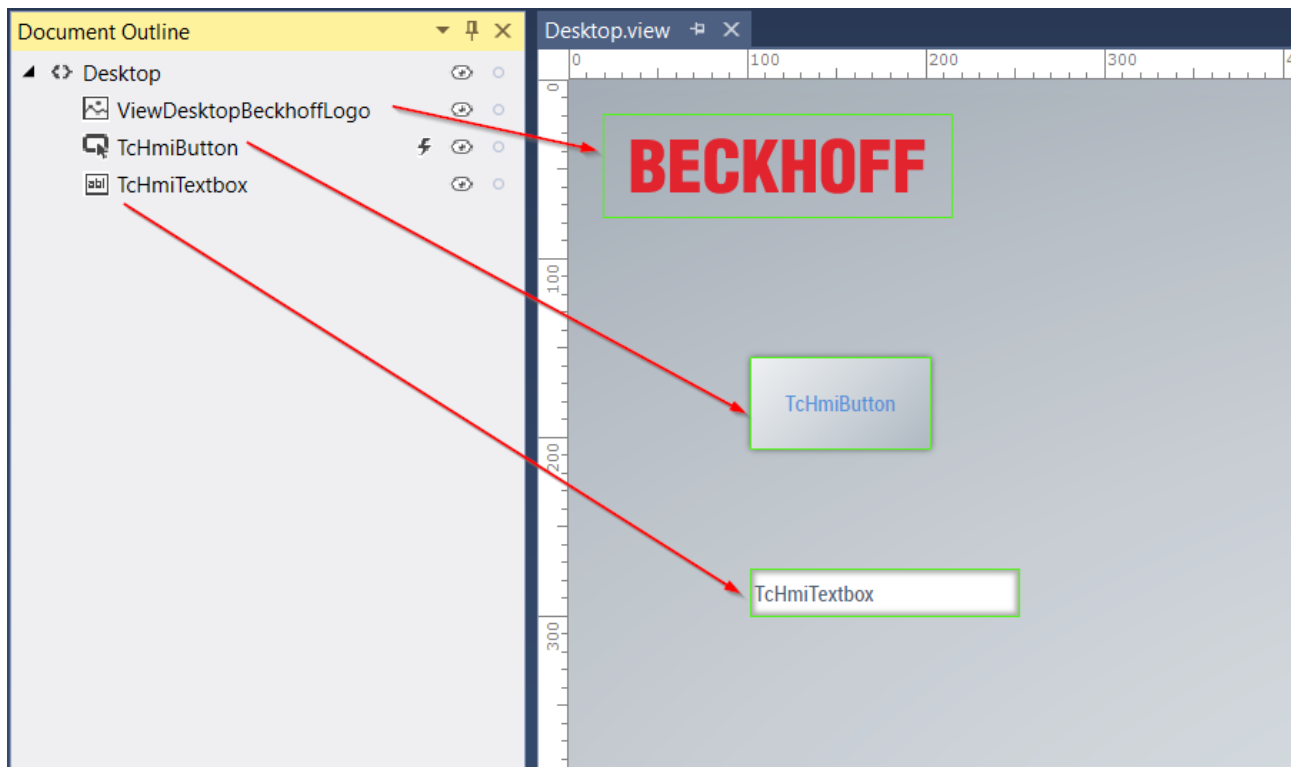 Document Outline
Desktop
ViewDesktopBeckhoffLogo
TcHmiButton
TcHmiTextbox
Desktop.view
0 100 200 300 4
0
100
200
300
BECKHOFF
TcHmiButton
TcHmiTextbox